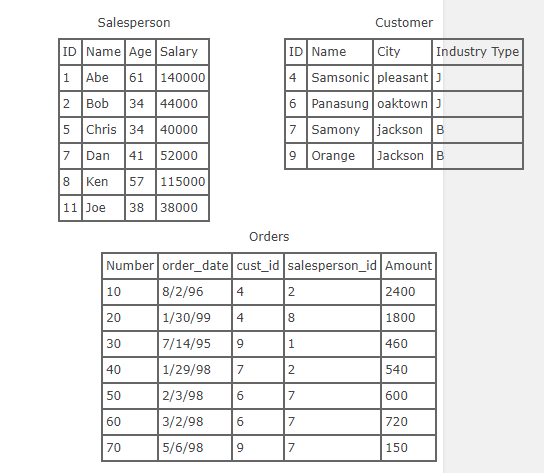 Salesperson
ID Name Age Salary
1 Abe 61 140000
2 Bob 34 44000
5 Chris 34 40000
7 Dan 41 52000
8 Ken 57 115000
11 Joe 38 38000
Customer
ID Name City Industry Type
4 Samsonic pleasant J
6 Panasung oaktown J
7 Samony jackson B
9 Orange Jackson B
Orders
Number order_date cust_id salesperson_id Amount
10 8/2/96 4 2 2400
20 1/30/99 4 8 1800
30 7/14/95 9 1 460
40 1/29/98 7 2 540
50 2/3/98 6 7 600
60 3/2/98 6 7 720
70 5/6/98 9 7 150